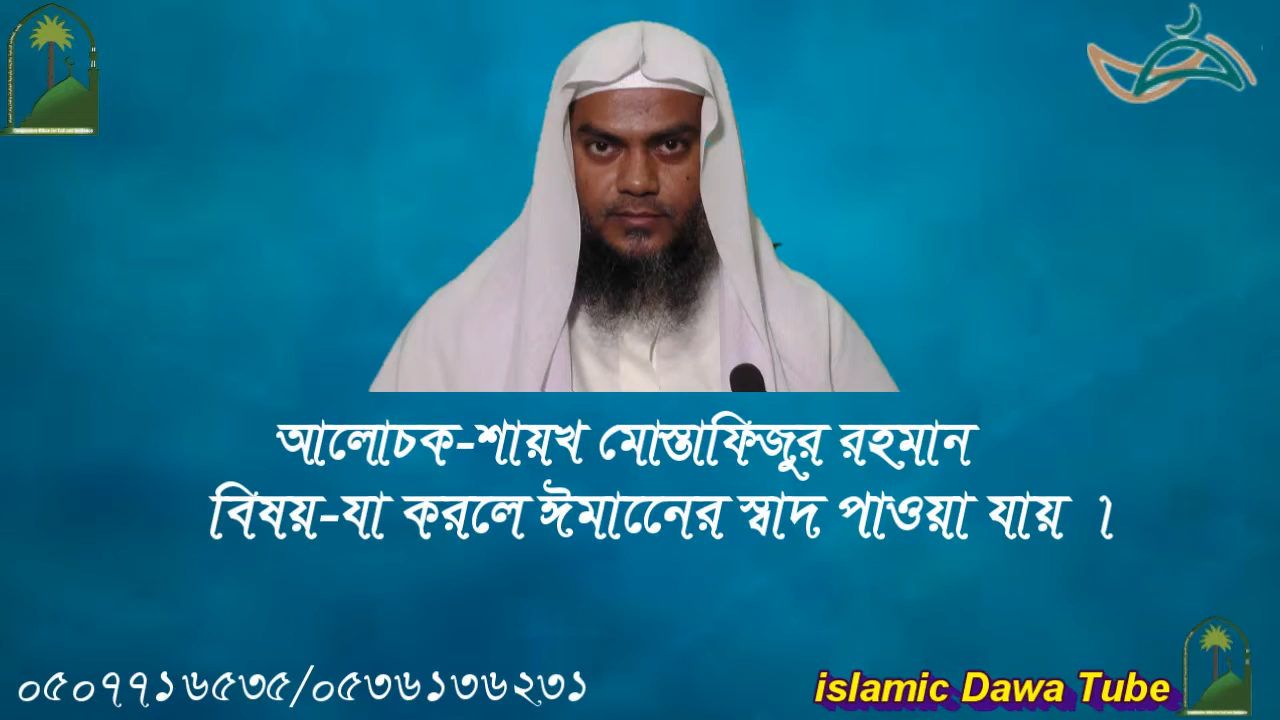 আলোচক-শায়খ মোস্তাফিজুর রহমান
বিষয়-যা করলে ঈমানেের স্বাদ পাওয়া যায় ।
০৫০৭৭১৬৫৩৫/০৫৩৬১৩৬২৩১
islamic Dawa Tube